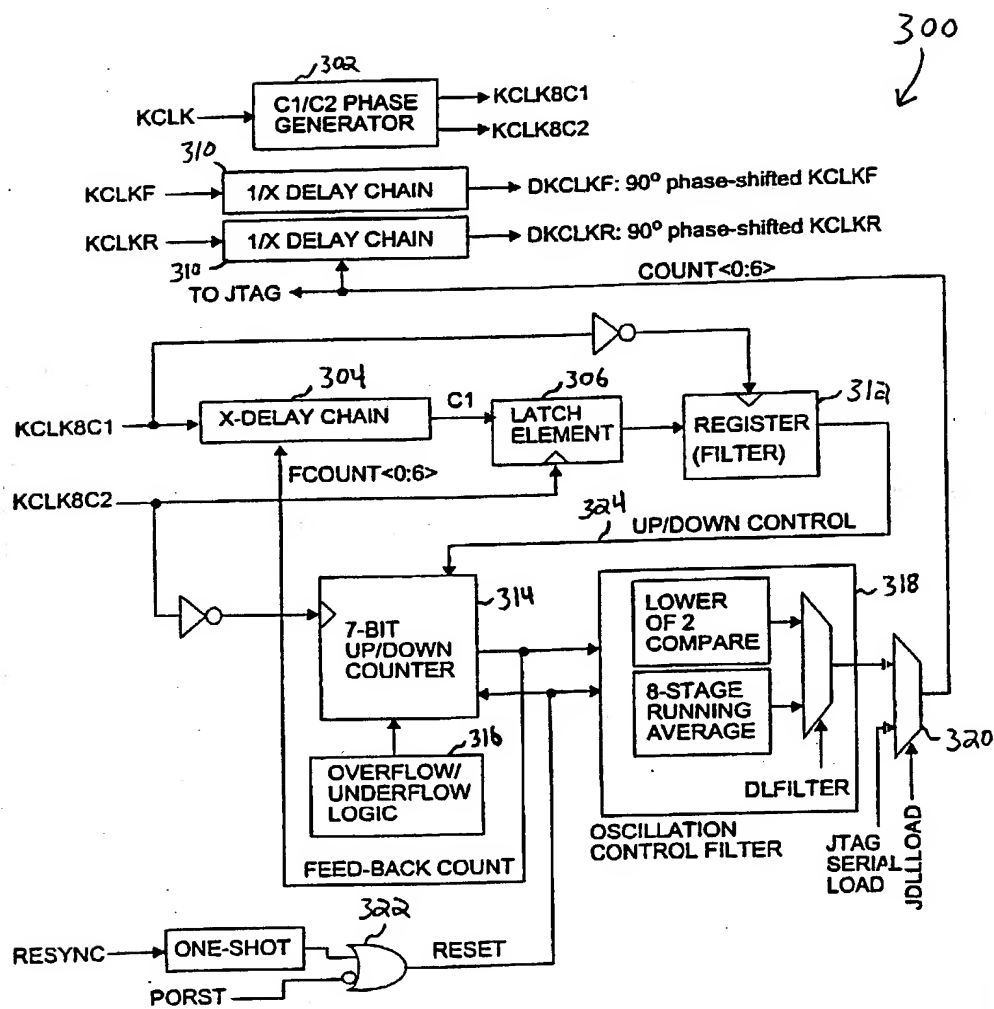 300
302
C1/C2 PHASE
GENERATOR
KCLK
KCLK8C1
KCLK8C2
310
KCLKF
1/X DELAY CHAIN
DKCLKF: 90° phase-shifted KCLKF
KCLKR
1/X DELAY CHAIN
DKCLKR: 90° phase-shifted KCLKR
310
TO JTAG
COUNT<0:6>
304
306
312
KCLK8C1
X-DELAY CHAIN
C1
LATCH
ELEMENT
REGISTER
(FILTER)
FCOUNT<0:6>
KCLK8C2
324
UP/DOWN CONTROL
314
7-BIT
UP/DOWN
COUNTER
318
LOWER
OF 2
COMPARE
8-STAGE
RUNNING
AVERAGE
320
316
OVERFLOW/
UNDERFLOW
LOGIC
DLFILTER
OSCILLATION
CONTROL FILTER
JTAG
SERIAL
LOAD
JDLLLOAD
FEED-BACK COUNT
322
RESYNC
ONE-SHOT
RESET
PORST